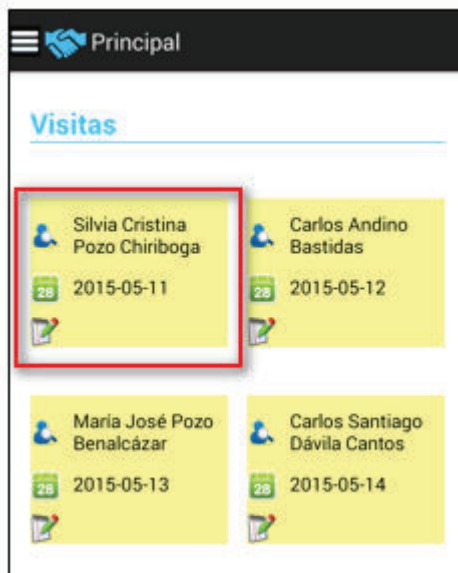 Principal
Visitas
Silvia Cristina
Pozo Chiriboga
28 2015-05-11
Carlos Andino
Bastidas
28 2015-05-12
María José Pozo
Benalcázar
28 2015-05-13
Carlos Santiago
Dávila Cantos
28 2015-05-14